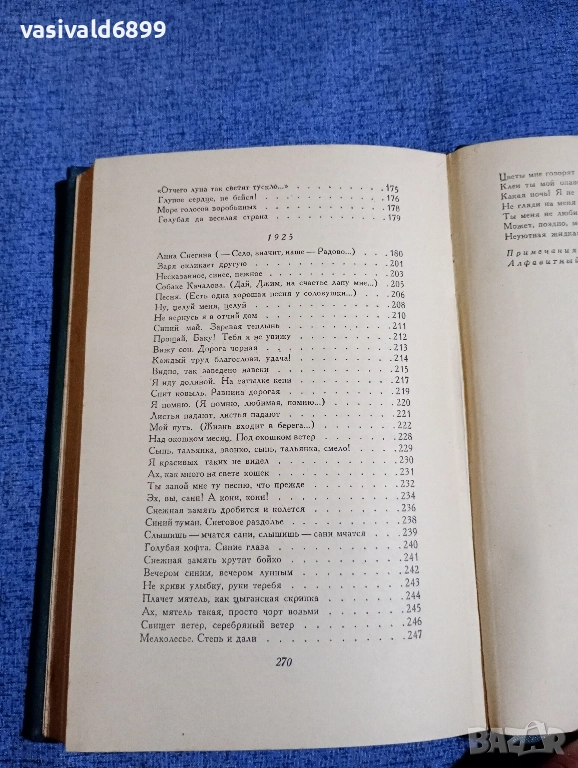 vasivald6899
«Отчего луна так светит тускло...» . . . . . . . . 175
Глупое сердце, не бейся! . . . . . . . . . . . 176
Море голосов воробьиных . . . . . . . . . . . 178
Голубая да веселая страна . . . . . . . . . . . 179
1925
Анна Снегина (— Село, значит, наше — Радово...) . . . 180
Заря окликает другую . . . . . . . . . . . . 201
Несказанное, синее, нежное . . . . . . . . . . 203
Собаке Качалова. (Дай, Джим, на счастье лапу мне...) . . 205
Песня. (Есть одна хорошая песня у соловушки...) . . . 206
Ну, целуй меня, целуй . . . . . . . . . . . . 208
Не вернусь я в отчий дом . . . . . . . . . . . 210
Синий май. Заревая теплынь . . . . . . . . . . 211
Прощай, Баку! Тебя я не увижу . . . . . . . . . 212
Вижу сон. Дорога черная . . . . . . . . . . . 213
Каждый труд благослови, удача! . . . . . . . . . 214
Видно, так заведено навеки . . . . . . . . . . 215
Я иду долиной. На затылке кепи . . . . . . . . . 217
Спит ковыль. Равнина дорогая . . . . . . . . . . 219
Я помню. (Я помню, любимая, помню...) . . . . . . 220
Листья падают, листья падают . . . . . . . . . . 221
Мой путь. (Жизнь входит в берега...) . . . . . . . 222
Над окошком месяц. Под окошком ветер . . . . . . 228
Сыпь, тальянка, звонко, сыпь, тальянка, смело! . . . . 229
Я красивых таких не видел . . . . . . . . . . . 230
Ах, как много на свете кошек . . . . . . . . . . 231
Ты запой мне ту песню, что прежде . . . . . . . . 232
Эх, вы, сани! А кони, кони! . . . . . . . . . . 234
Снежная замять дробится и колется . . . . . . . . 236
Синий туман. Снеговое раздолье . . . . . . . . . 238
Слышишь — мчатся сани, слышишь — сани мчатся . . . 239
Голубая кофта. Синие глаза . . . . . . . . . . 240
Снежная замять крутит бойко . . . . . . . . . . 241
Вечером синим, вечером лунным . . . . . . . . . 242
Не криви улыбку, руки теребя . . . . . . . . . . 243
Плачет мятель, как цыганская скрипка . . . . . . . 244
Ах, мятель такая, просто чорт возьми . . . . . . . 245
Свищет ветер, серебряный ветер . . . . . . . . . 246
Мелколесье. Степь и дали . . . . . . . . . . . 247
270
Цветы мне говорят
Клен ты мой опав
Какая ночь! Я не
Не гляди на меня
Ты меня не люби
Может, поздно, м
Неуютная жидкая
Примечания
Алфавитный
BAZAR